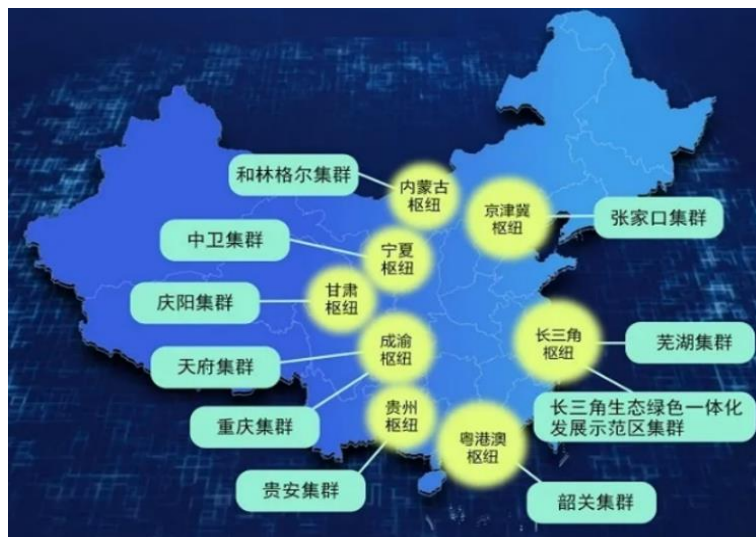 和林格尔集群
内蒙古
枢纽
京津冀
枢纽
张家口集群
中卫集群
宁夏
枢纽
庆阳集群
甘肃
枢纽
天府集群
成渝
枢纽
长三角
枢纽
芜湖集群
重庆集群
贵州
枢纽
长三角生态绿色一体化
发展示范区集群
粤港澳
枢纽
贵安集群
韶关集群